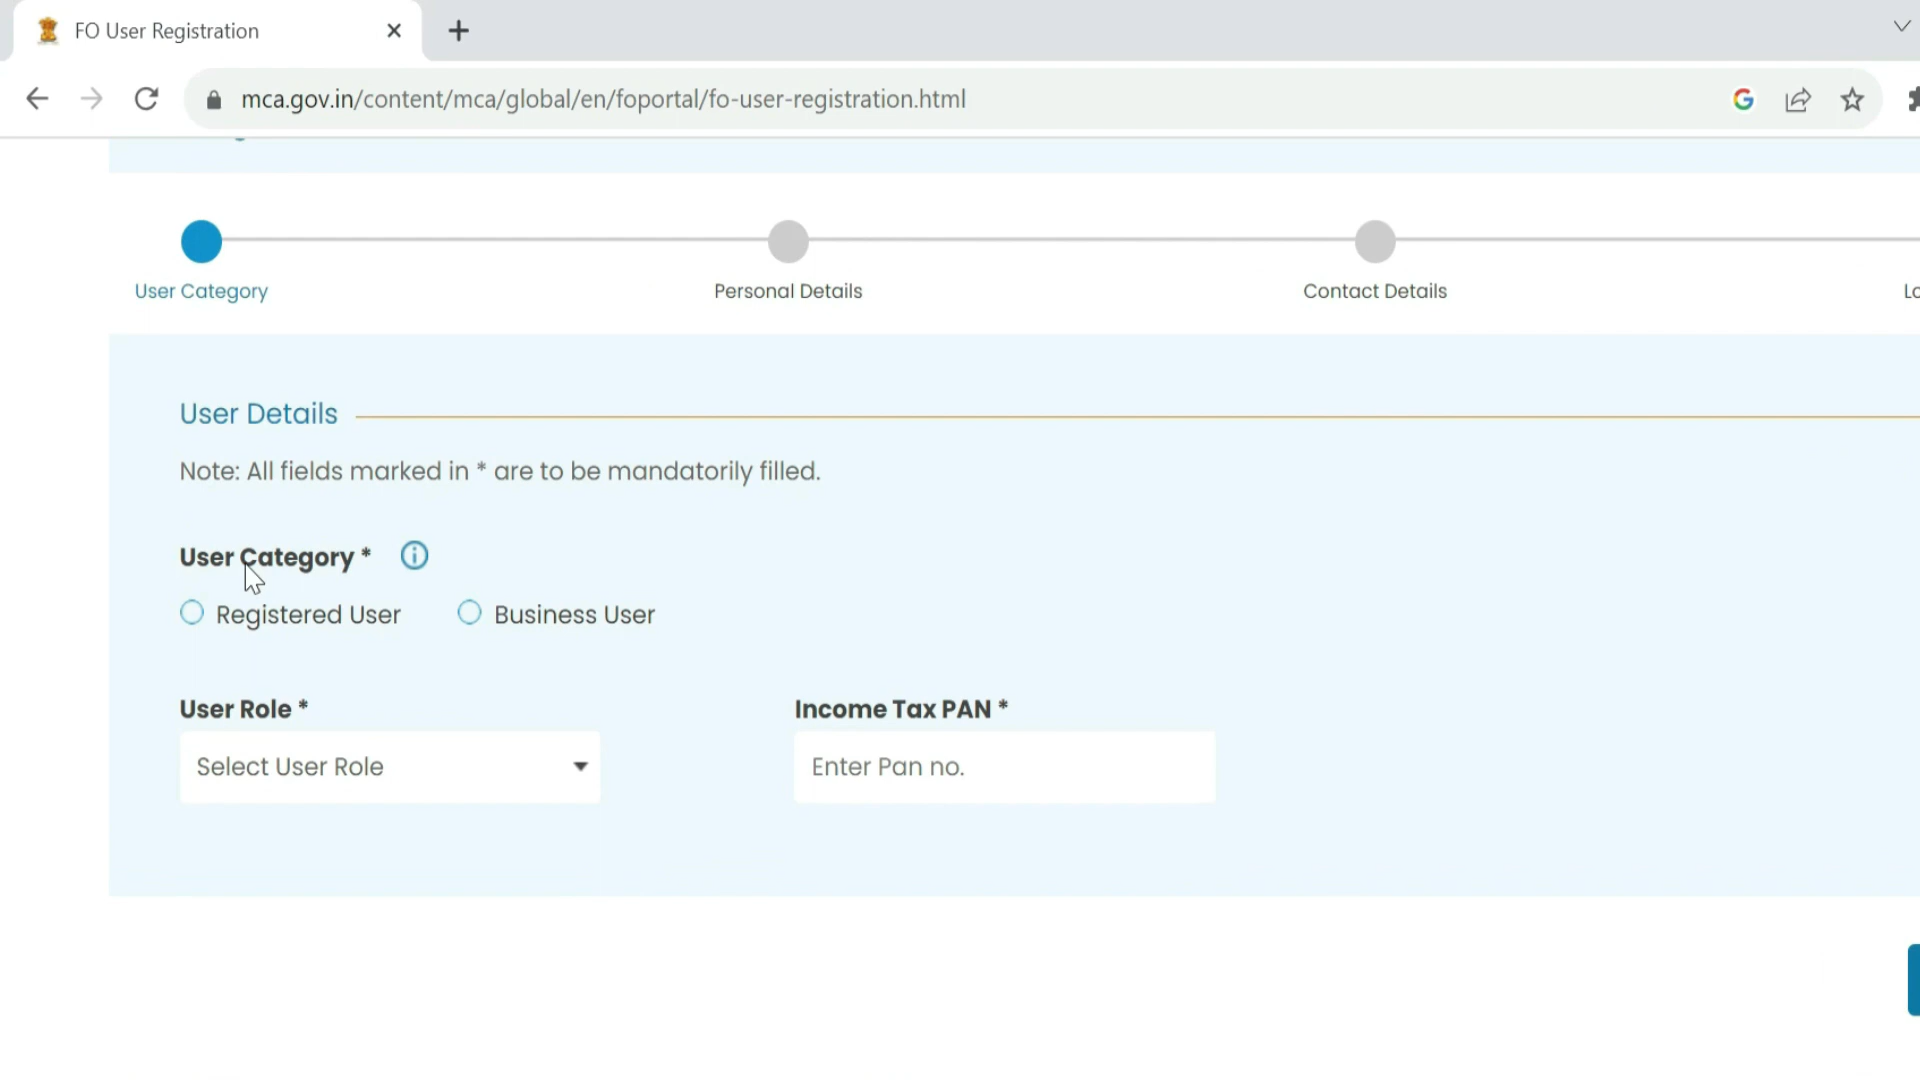 FO User Registration
mca.gov.in/content/mca/global/en/foportal/fo-user-registration.html
User Category
Personal Details
Contact Details
User Details
Note: All fields marked in * are to be mandatorily filled.
User Category *
Registered User
Business User
User Role *
Income Tax PAN *
Select User Role
Enter Pan no.